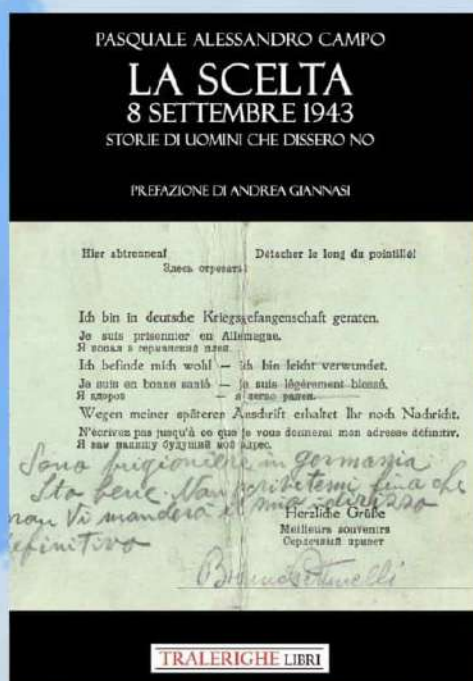 PASQUALE ALESSANDRO CAMPO
LA SCELTA
8 SETTEMBRE 1943
STORIE DI UOMINI CHE DISSERO NO
PREFAZIONE DI ANDREA GIANNASI
Hier abtrennen! Détacher le long du pointillé!
Здесь отрезать!
Ich bin in deutsche Kriegsgefangenschaft geraten.
Je suis prisonnier en Allemagne.
Я попал в германский плен.
Ich befinde mich wohl — ich bin leicht verwundet.
Je suis en bonne santé — je suis légèrement blessé.
Я здоров — я легко ранен.
Wegen meiner späteren Anschrift erhaltet Ihr noch Nachricht.
N'écrivez pas jusqu'à ce que je vous donnerai mon adresse définitiv.
Я вам напишу будущий мой адрес.
Sono prigioniero in Germania
Sto bene. Non scrivetemi fino che
non Vi manderò il mio indirizzo
definitivo
Herzliche Grüße
Meilleurs souvenirs
Сердечный привет
TRALERIGHE LIBRI